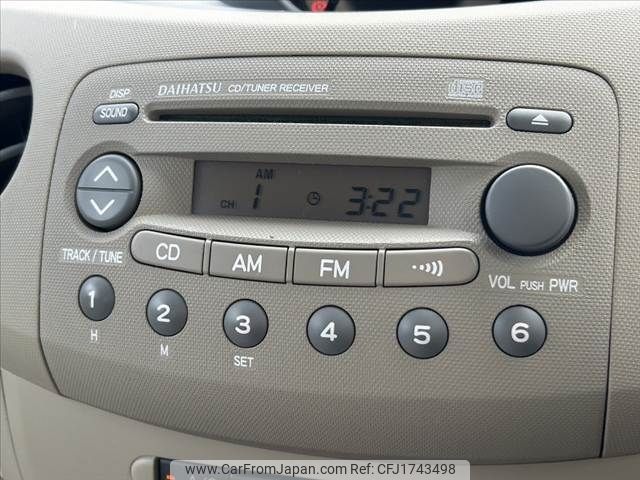 DISP
DAIHATSU CD/TUNER RECEIVER
SOUND
AM
CH 1 3:22
TRACK / TUNE
CD AM FM
VOL PUSH PWR
1 2 3 4 5 6
H M SET
www.CarFromJapan.com Ref:CFJ1743498